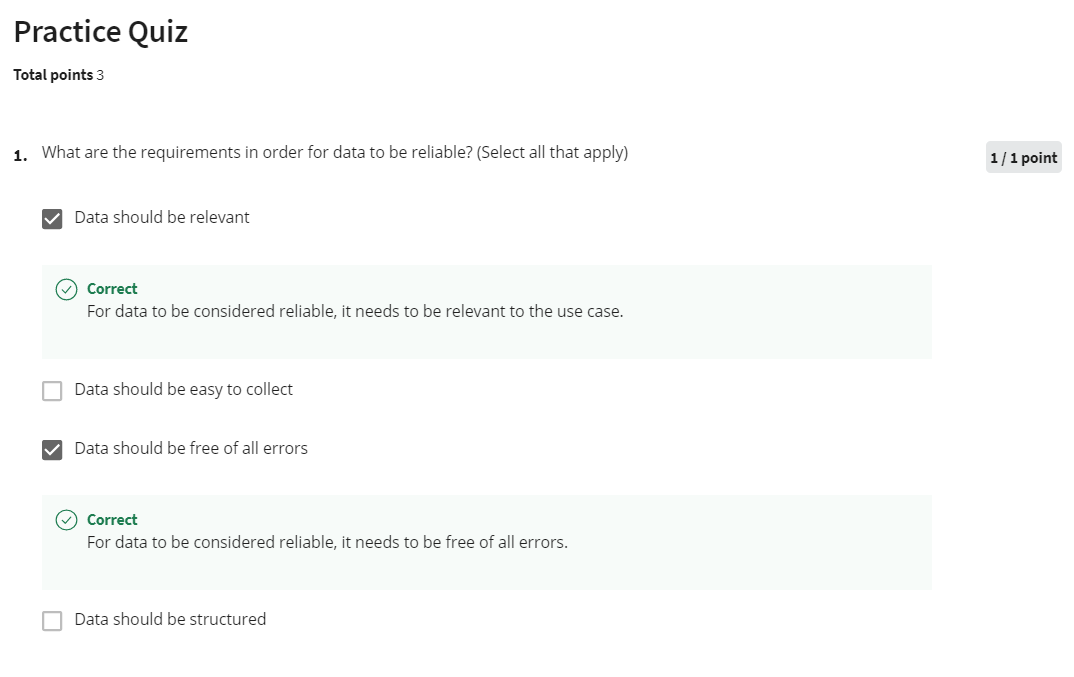 Practice Quiz
Total points 3
1. What are the requirements in order for data to be reliable? (Select all that apply)
1 / 1 point
Data should be relevant
Correct
For data to be considered reliable, it needs to be relevant to the use case.
Data should be easy to collect
Data should be free of all errors
Correct
For data to be considered reliable, it needs to be free of all errors.
Data should be structured